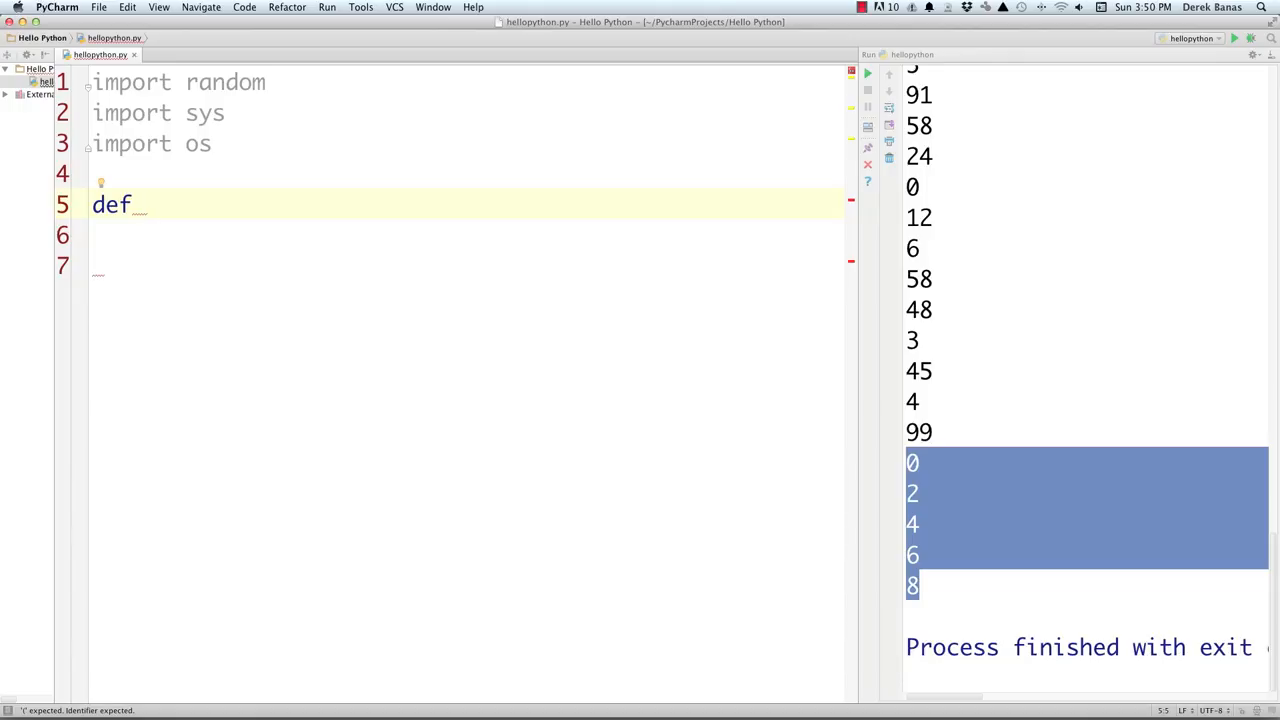 PyCharm File Edit View Navigate Code Refactor Run Tools VCS Window Help 10 Sun 3:50 PM Derek Banas
hellopython.py - Hello Python - [~/PycharmProjects/Hello Python]
Hello Python hellopython.py hellopython
hellopython.py Run hellopython
Hello P
hell
Externa
1 import random
2 import sys
3 import os
4
5 def
6
7
91
58
24
0
12
6
58
48
3
45
4
99
0
2
4
6
8
Process finished with exit
'(' expected. Identifier expected. 5:5 LF UTF-8